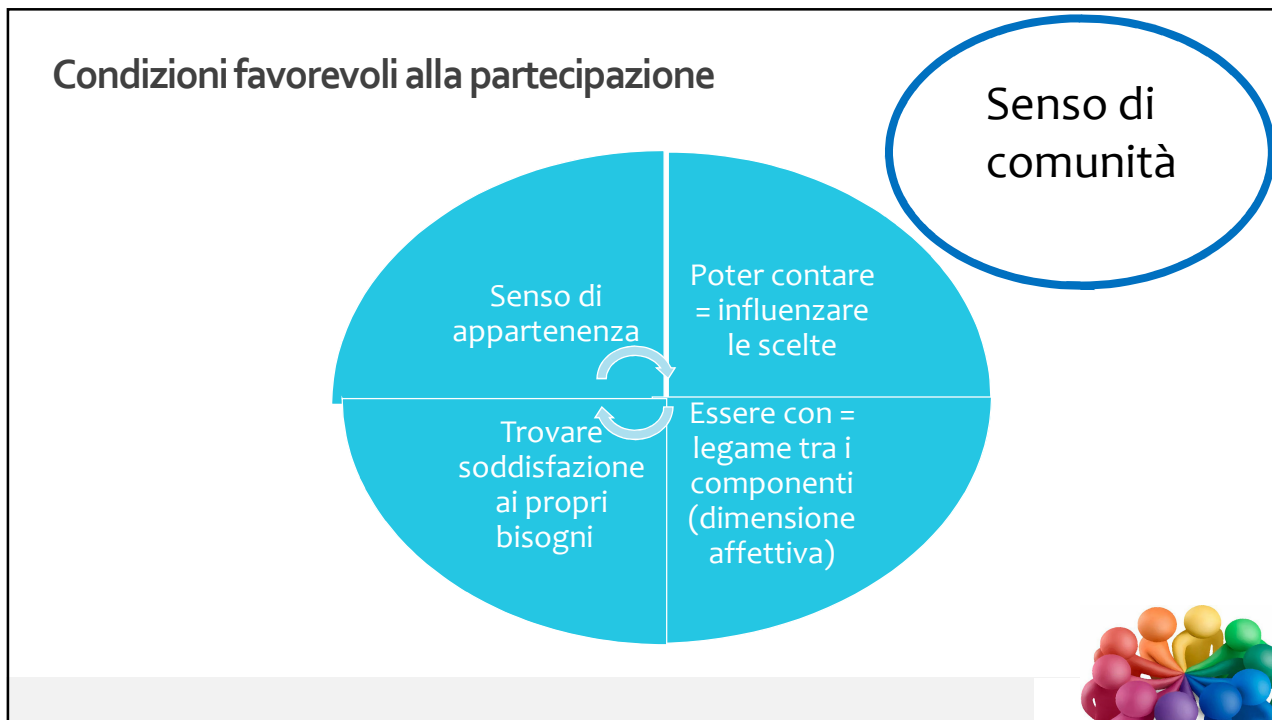 Condizioni favorevoli alla partecipazione
Senso di
comunità
Senso di
appartenenza
Poter contare
= influenzare
le scelte
Trovare
soddisfazione
ai propri
bisogni
Essere con =
legame tra i
componenti
(dimensione
affettiva)